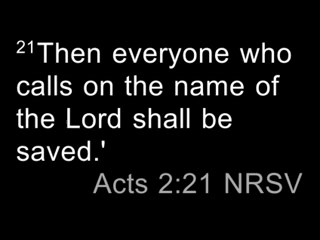 ²¹Then everyone who
calls on the name of
the Lord shall be
saved.'
Acts 2:21 NRSV